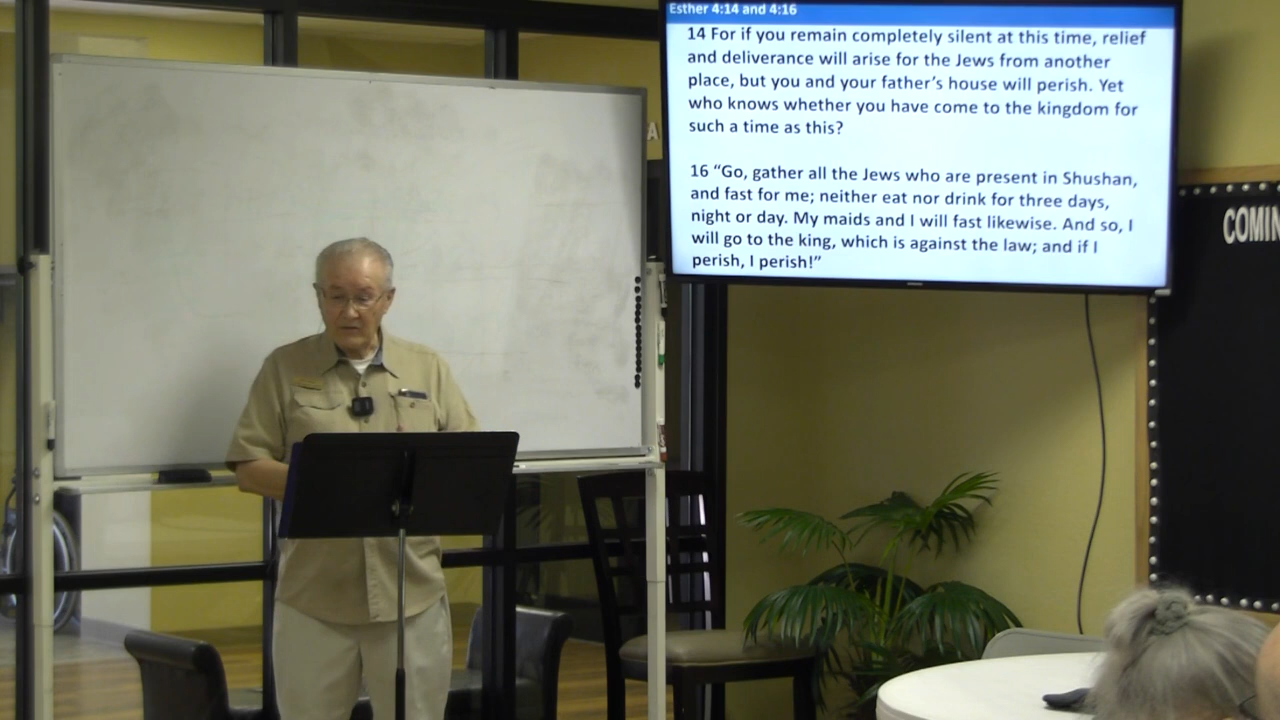 Esther 4:14 and 4:16
14 For if you remain completely silent at this time, relief
and deliverance will arise for the Jews from another
place, but you and your father's house will perish. Yet
who knows whether you have come to the kingdom for
such a time as this?
16 “Go, gather all the Jews who are present in Shushan,
and fast for me; neither eat nor drink for three days,
night or day. My maids and I will fast likewise. And so, I
will go to the king, which is against the law; and if I
perish, I perish!”
A
COMIN